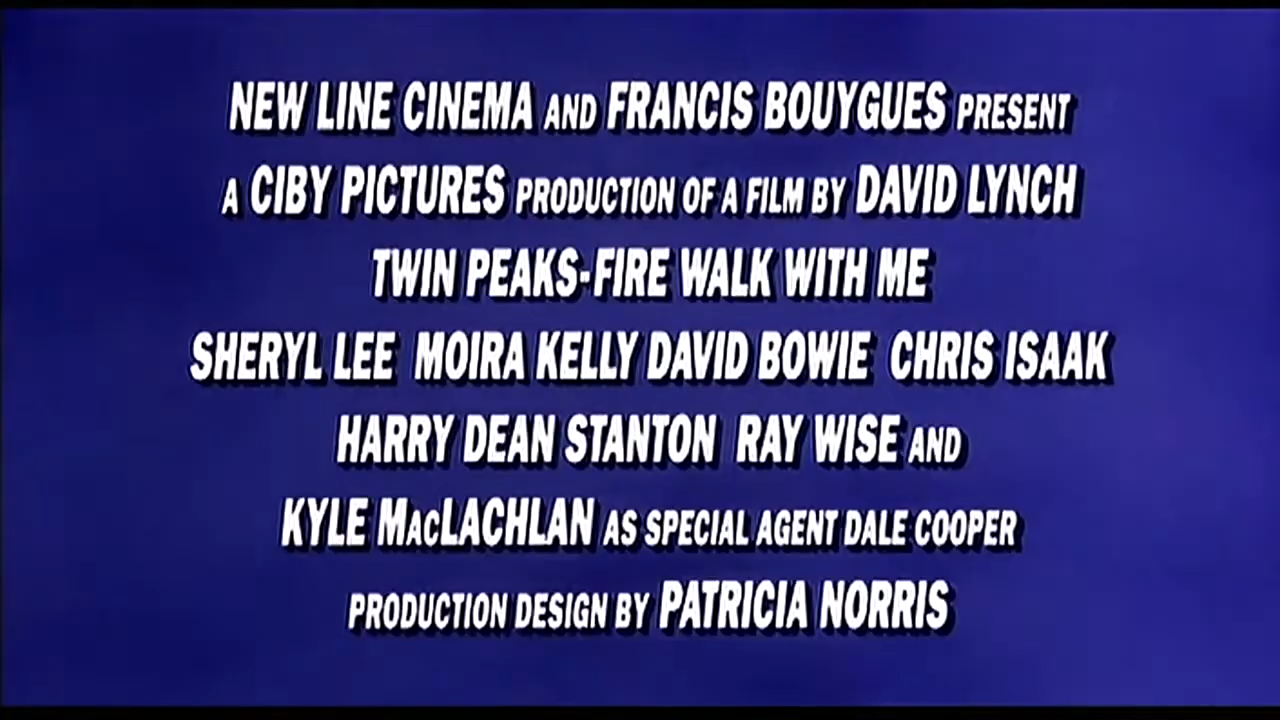 NEW LINE CINEMA AND FRANCIS BOUYGUES PRESENT
A CIBY PICTURES PRODUCTION OF A FILM BY DAVID LYNCH
TWIN PEAKS-FIRE WALK WITH ME
SHERYL LEE MOIRA KELLY DAVID BOWIE CHRIS ISAAK
HARRY DEAN STANTON RAY WISE AND
KYLE MacLACHLAN AS SPECIAL AGENT DALE COOPER
PRODUCTION DESIGN BY PATRICIA NORRIS